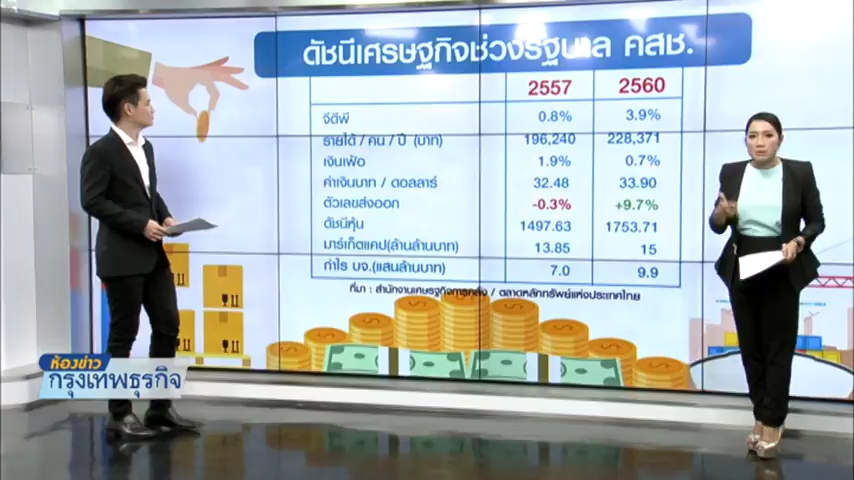 ดัชนีเศรษฐกิจช่วงรัฐบาล คสช.
2557 2560
จีดีพี 0.8% 3.9%
รายได้ / คน / ปี (บาท) 196,240 228,371
เงินเฟ้อ 1.9% 0.7%
ค่าเงินบาท / ดอลลาร์ 32.48 33.90
ตัวเลขส่งออก -0.3% +9.7%
ดัชนีหุ้น 1497.63 1753.71
มาร์เก็ตแคป(ล้านล้านบาท) 13.85 15
กำไร บจ.(แสนล้านบาท) 7.0 9.9
ที่มา : สำนักงานเศรษฐกิจการคลัง / ตลาดหลักทรัพย์แห่งประเทศไทย
ห้องข่าว
กรุงเทพธุรกิจ